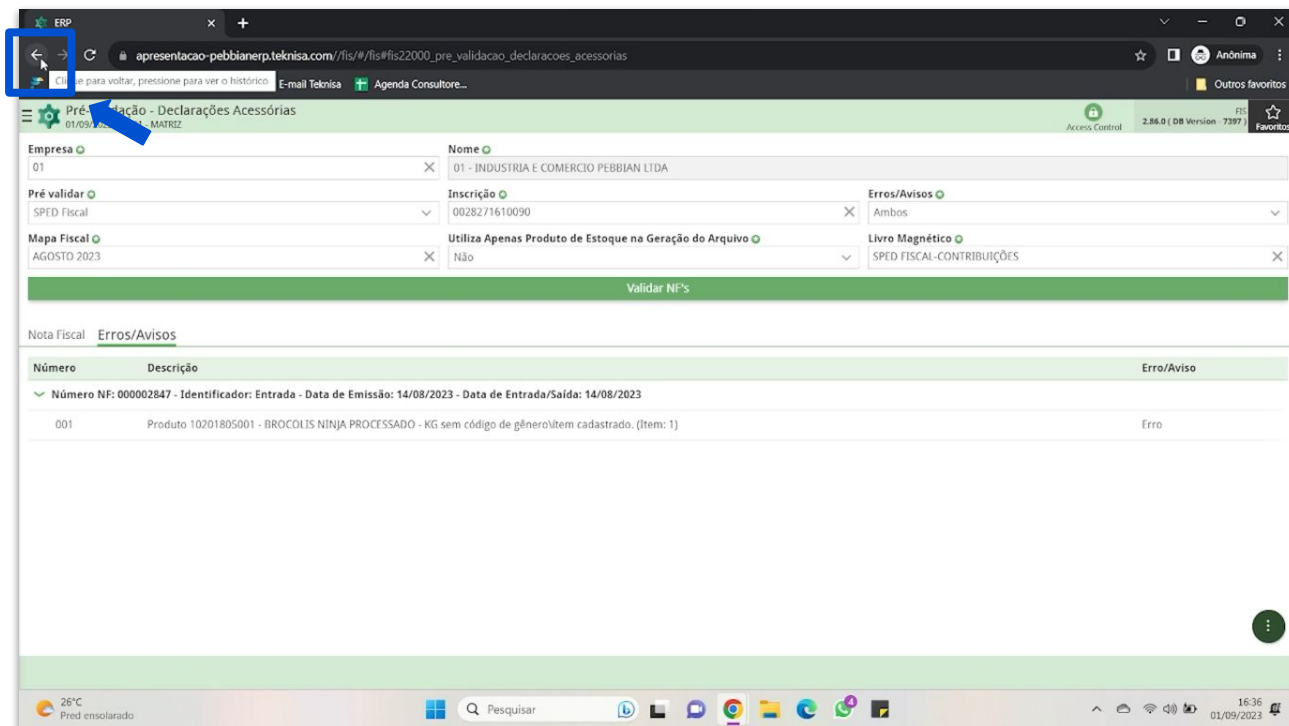 ERP
apresentacao-pebbianerp.teknisa.com//fis/#/fis#fis22000_pre_validacao_declaracoes_acessorias
Anônima
para voltar, pressione para ver o histórico
E-mail Teknisa
Agenda Consultore...
Outros favoritos
Declarações Acessórias
- MATRIZ
Access Control
FIS
2.86.0 ( DB Version - 7397 )
Favoritos
Empresa
Nome
01
01 - INDUSTRIA E COMERCIO PEBBIAN LTDA
Pré validar
Inscrição
Erros/Avisos
SPED Fiscal
0028271610090
Ambos
Mapa Fiscal
Utiliza Apenas Produto de Estoque na Geração do Arquivo
Livro Magnético
AGOSTO 2023
Não
SPED FISCAL-CONTRIBUIÇÕES
Validar NF's
Nota Fiscal
Erros/Avisos
Número
Descrição
Erro/Aviso
Número NF: 000002847 - Identificador: Entrada - Data de Emissão: 14/08/2023 - Data de Entrada/Saída: 14/08/2023
001
Produto 10201805001 - BROCOLIS NINJA PROCESSADO - KG sem código de gênero\ítem cadastrado. (Item: 1)
Erro
26°C
Pred ensolarado
Pesquisar
4
16:36
01/09/2023